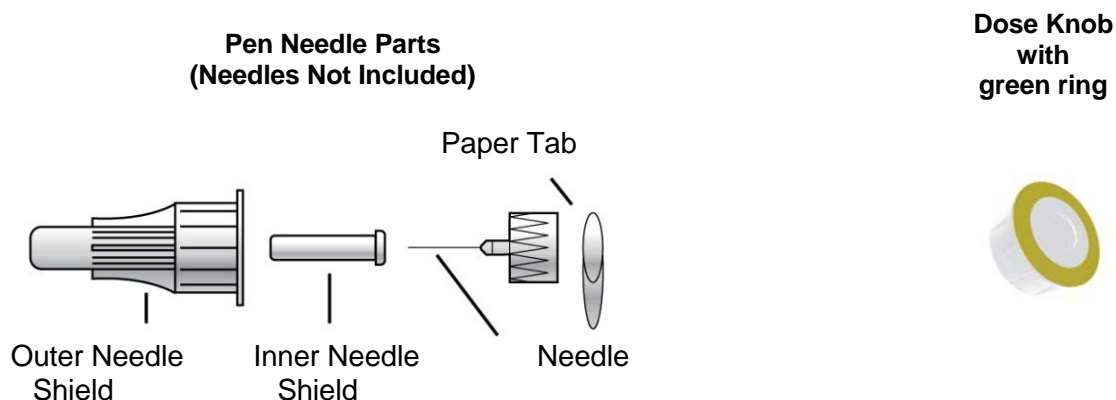 Pen Needle Parts
(Needles Not Included)
Dose Knob
with
green ring
Paper Tab
Outer Needle
Shield
Inner Needle
Shield
Needle